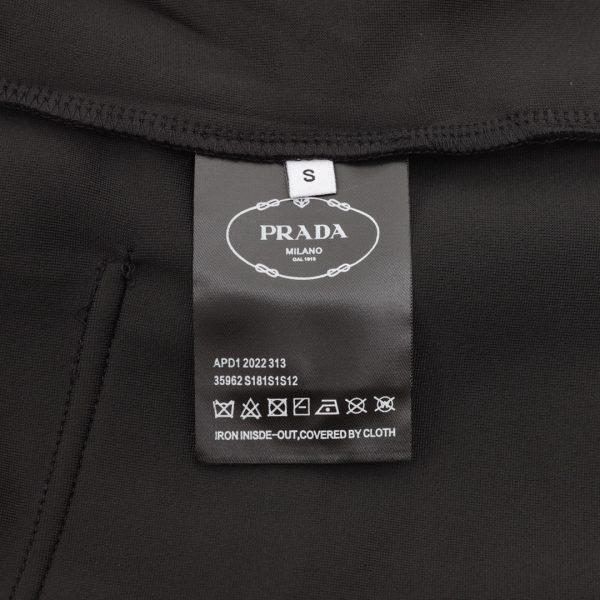 S
PRADA
MILANO
DAL 1913
APD1 2022 313
35962 S181S1S12
IRON INISDE-OUT,COVERED BY CLOTH